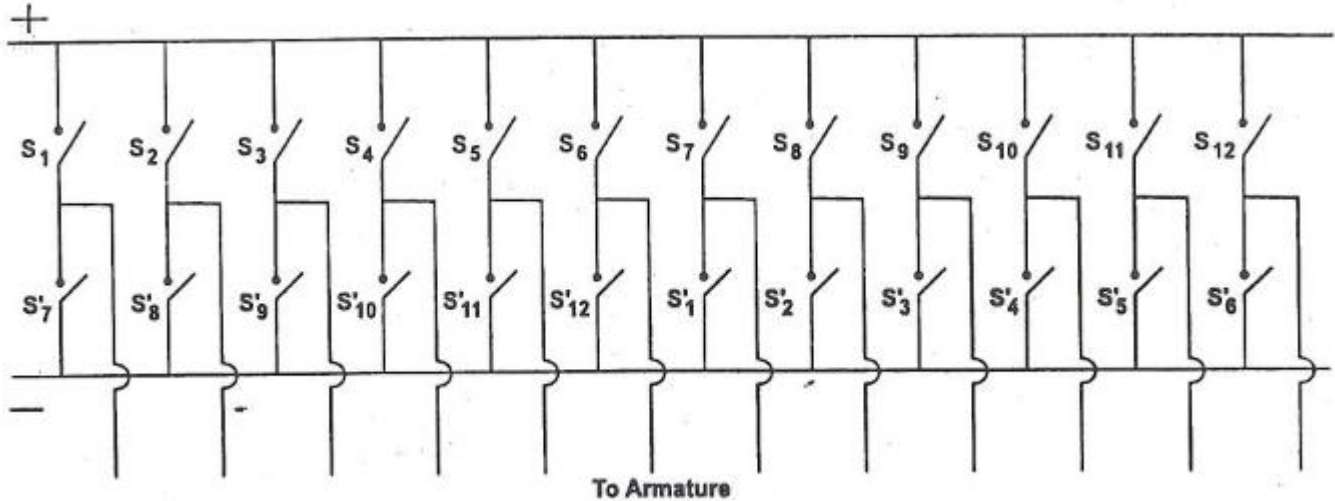 +
S1 S2 S3 S4 S5 S6 S7 S8 S9 S10 S11 S12
S'7 S'8 S'9 S'10 S'11 S'12 S'1 S'2 S'3 S'4 S'5 S'6
—
To Armature